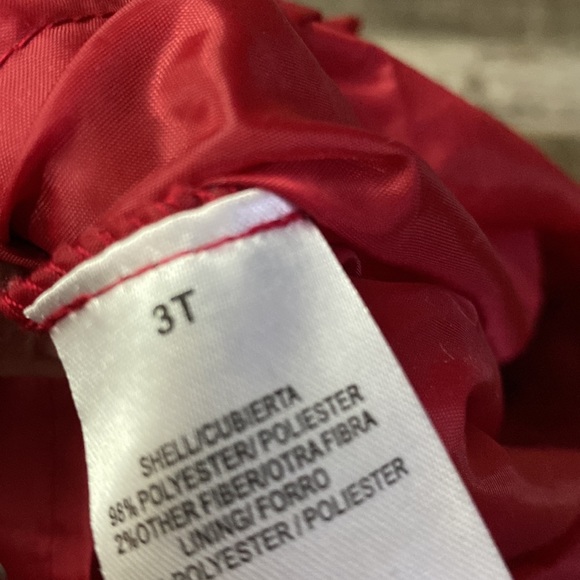 3T
SHELL/CUBIERTA
98% POLYESTER/ POLIESTER
2%OTHER FIBER/OTRA FIBRA
LINING/ FORRO
POLYESTER / POLIESTER